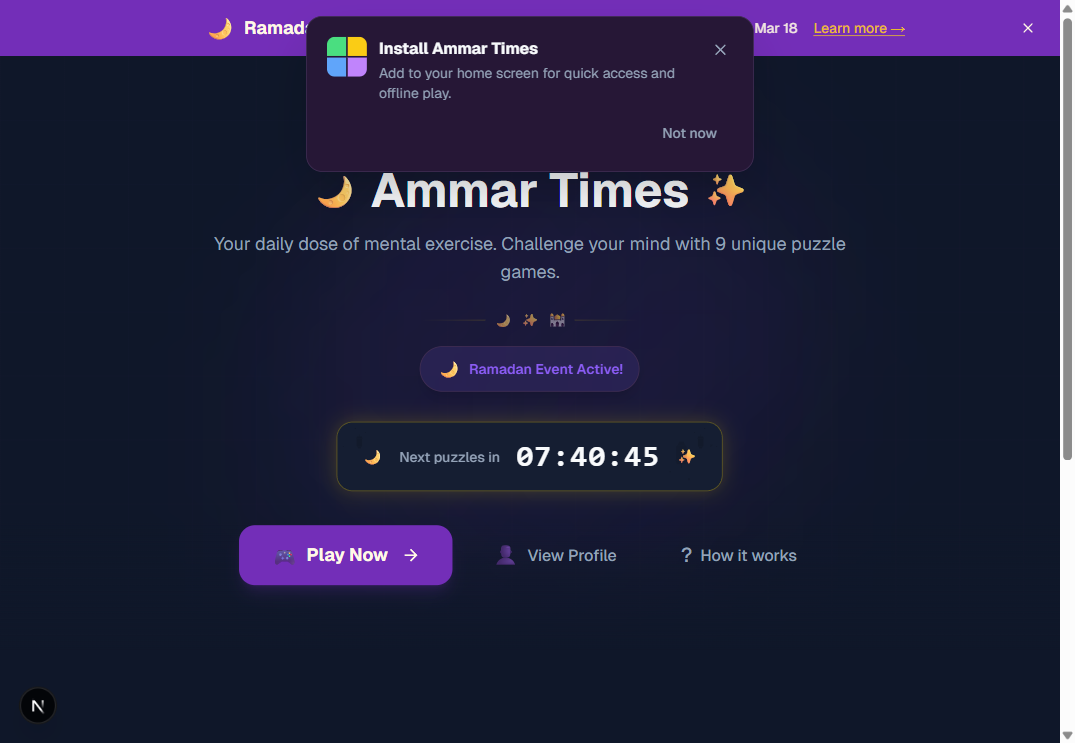 Mar 18 Learn more →
Install Ammar Times
Add to your home screen for quick access and
offline play.
Not now
Ammar Times
Your daily dose of mental exercise. Challenge your mind with 9 unique puzzle
games.
Ramadan Event Active!
Next puzzles in 07:40:45
Play Now →
View Profile
? How it works
N